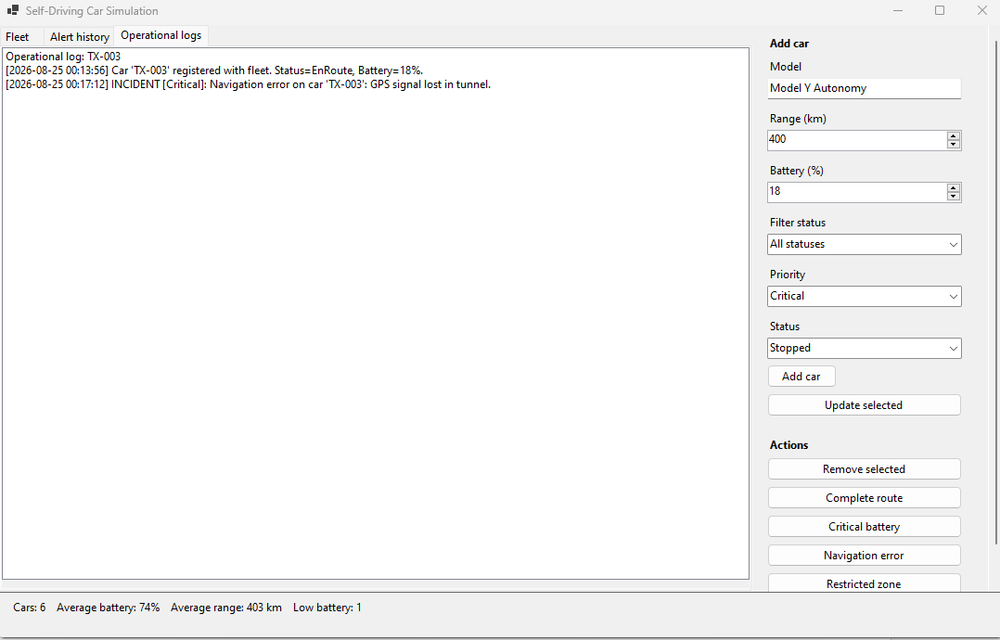 Self-Driving Car Simulation
Fleet Alert history Operational logs
Operational log: TX-003
[2026-08-25 00:13:56] Car 'TX-003' registered with fleet. Status=EnRoute, Battery=18%.
[2026-08-25 00:17:12] INCIDENT [Critical]: Navigation error on car 'TX-003': GPS signal lost in tunnel.
Add car
Model
Model Y Autonomy
Range (km)
400
Battery (%)
18
Filter status
All statuses
Priority
Critical
Status
Stopped
Add car
Update selected
Actions
Remove selected
Complete route
Critical battery
Navigation error
Restricted zone
Cars: 6 Average battery: 74% Average range: 403 km Low battery: 1